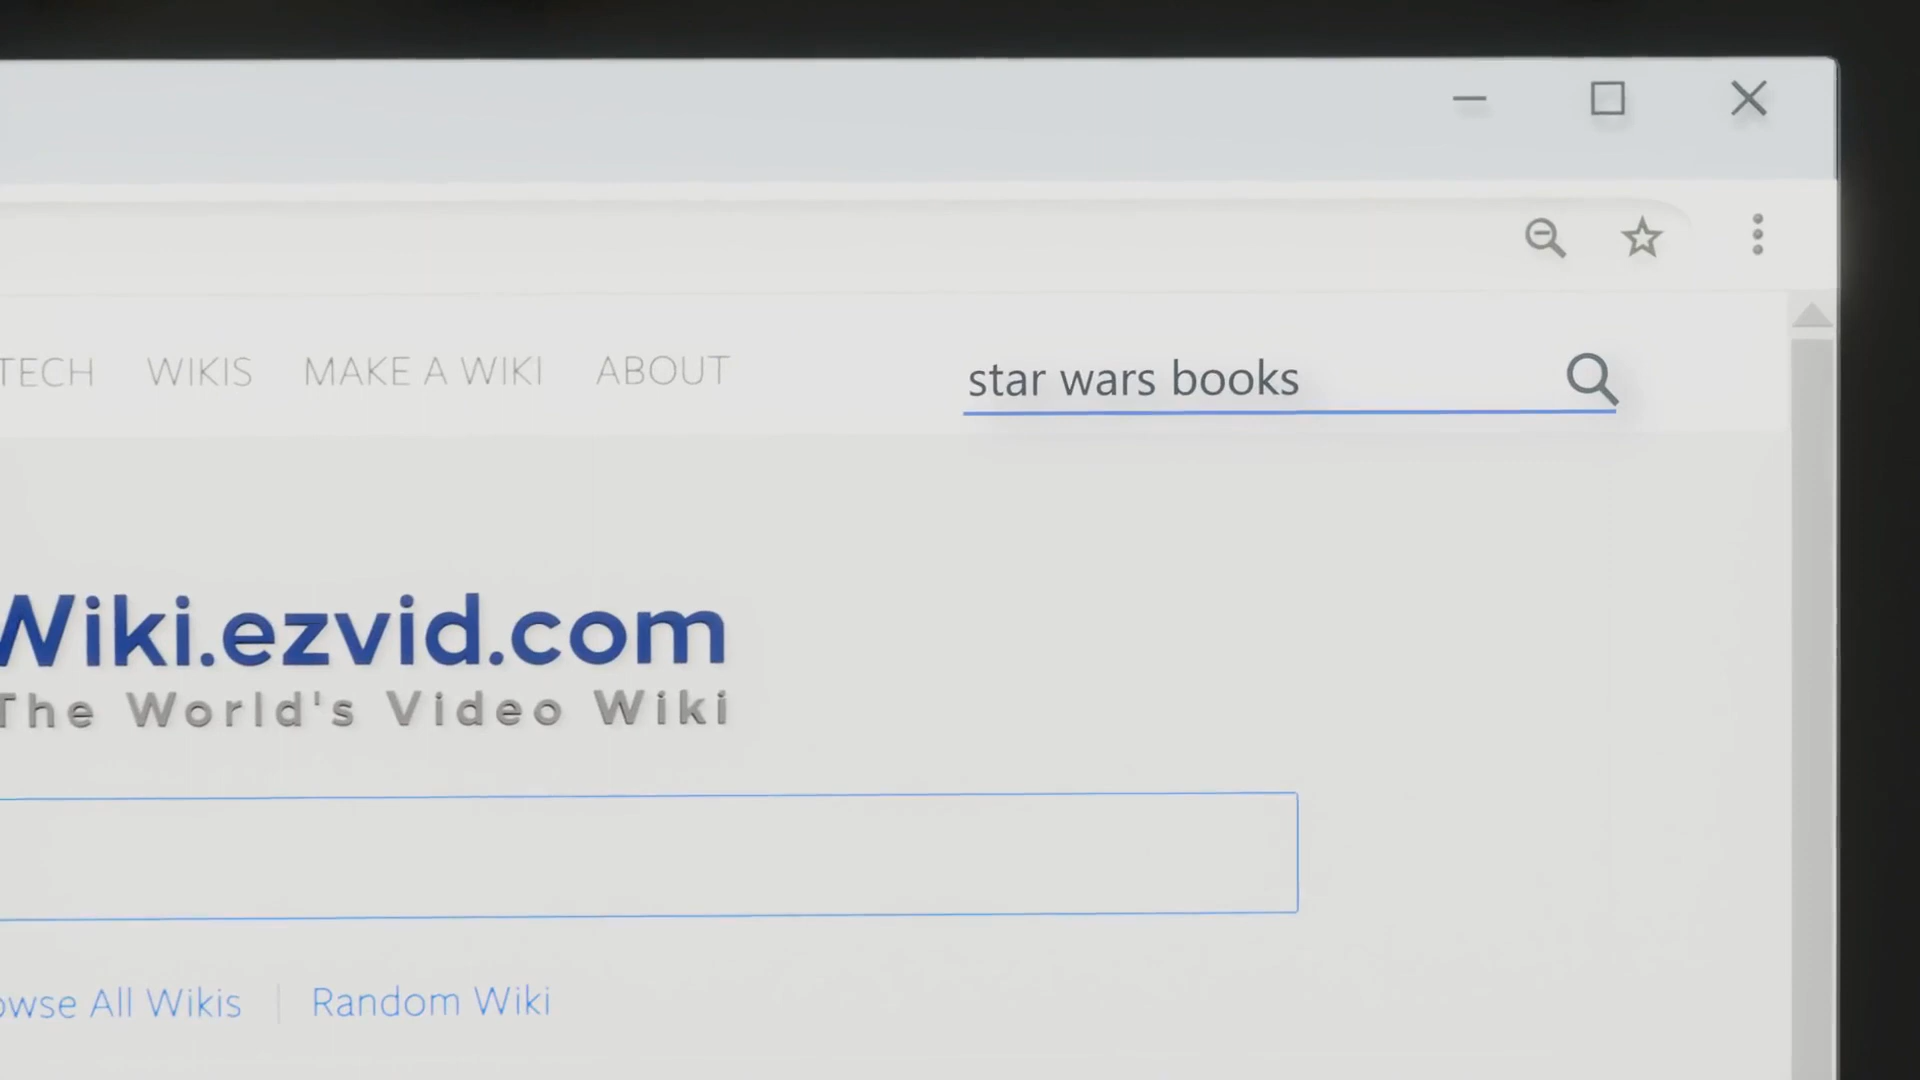 TECH WIKIS MAKE A WIKI ABOUT
star wars books
Wiki.ezvid.com
The World's Video Wiki
owse All Wikis | Random Wiki